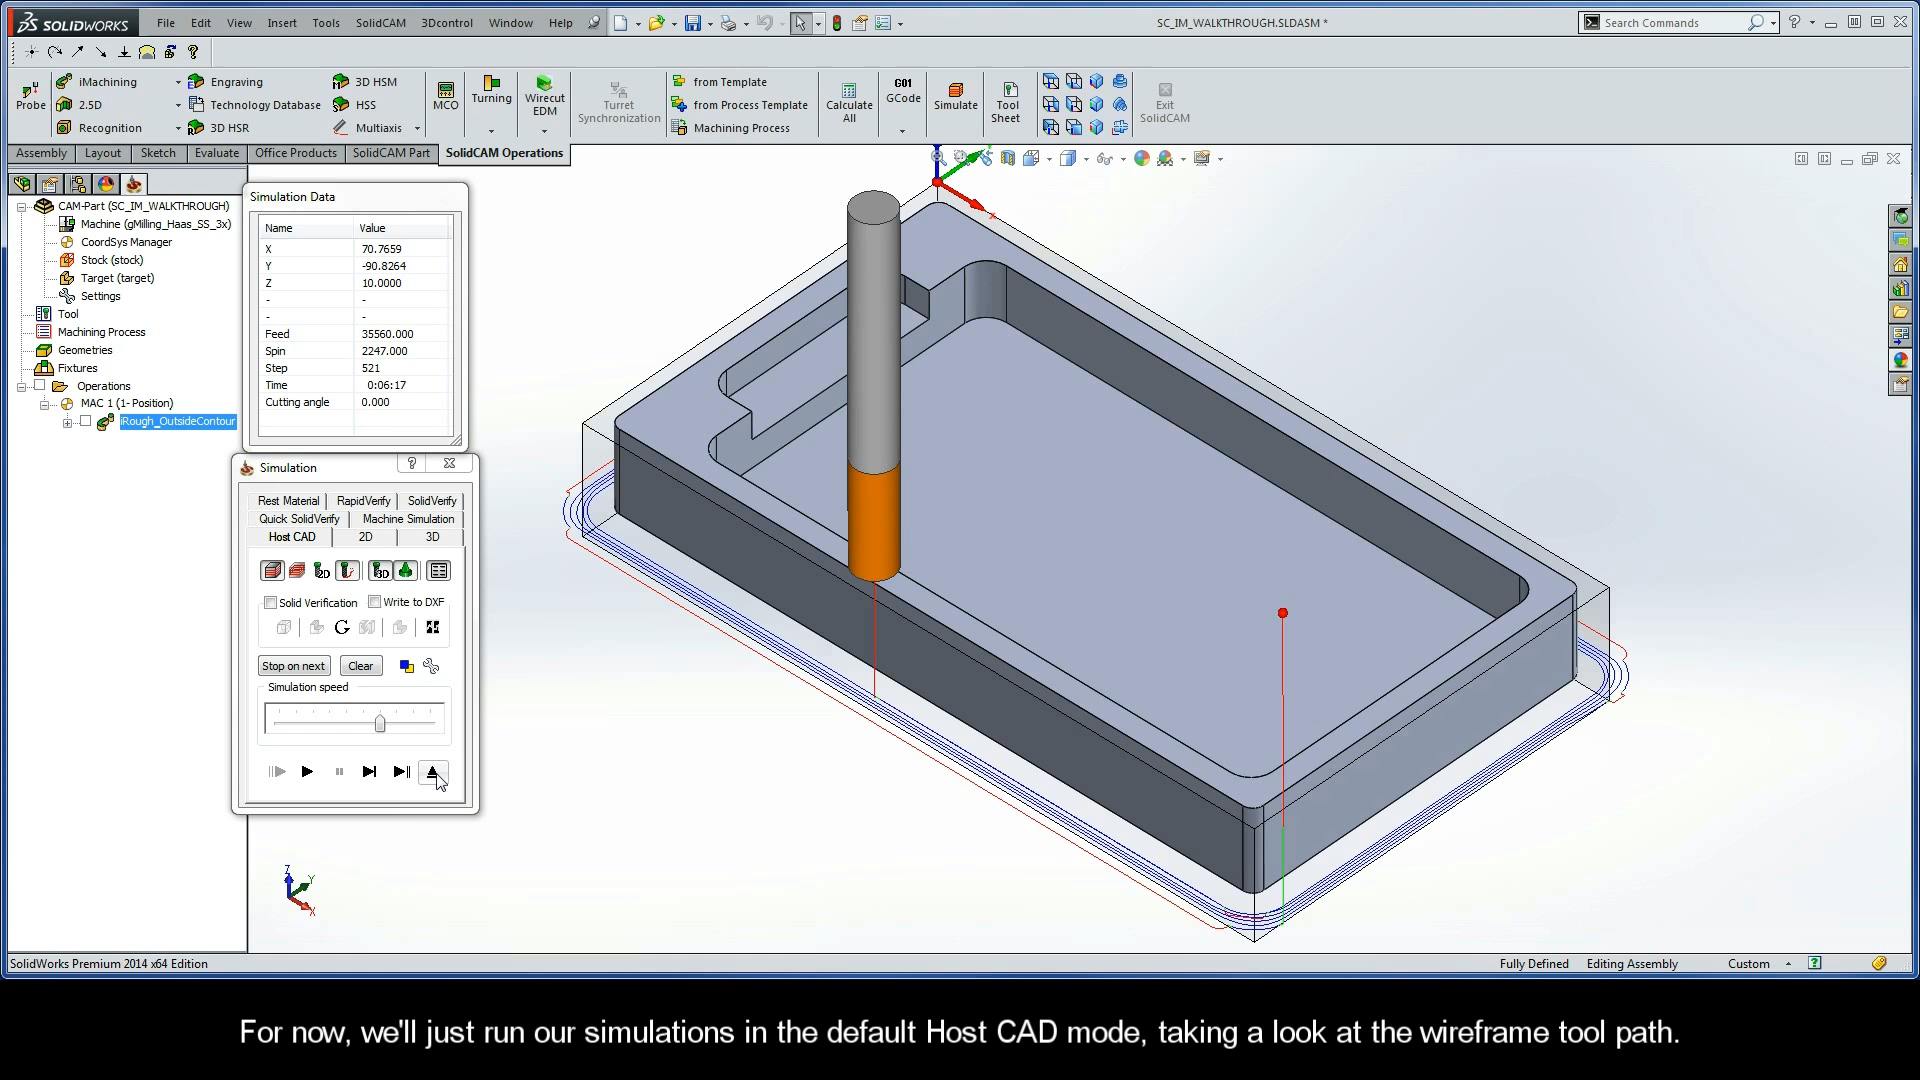 SOLIDWORKS File Edit View Insert Tools SolidCAM 3Dcontrol Window Help SC_IM_WALKTHROUGH.SLDASM * Search Commands
Probe
iMachining
2.5D
Recognition
Engraving
Technology Database
3D HSR
3D HSM
HSS
Multiaxis
MCO
Turning
Wirecut
EDM
Turret
Synchronization
from Template
from Process Template
Machining Process
Calculate
All
G01
GCode
Simulate
Tool
Sheet
Exit
SolidCAM
Assembly Layout Sketch Evaluate Office Products SolidCAM Part SolidCAM Operations
CAM-Part (SC_IM_WALKTHROUGH)
Machine (gMilling_Haas_SS_3x)
CoordSys Manager
Stock (stock)
Target (target)
Settings
Tool
Machining Process
Geometries
Fixtures
Operations
MAC 1 (1- Position)
iRough_OutsideContour
Simulation Data
Name Value
X 70.7659
Y -90.8264
Z 10.0000
- -
- -
Feed 35560.000
Spin 2247.000
Step 521
Time 0:06:17
Cutting angle 0.000
Simulation
Rest Material RapidVerify SolidVerify
Quick SolidVerify Machine Simulation
Host CAD 2D 3D
2D 3D
Solid Verification Write to DXF
Stop on next Clear
Simulation speed
X
Z
Y
X
SolidWorks Premium 2014 x64 Edition Fully Defined Editing Assembly Custom
For now, we'll just run our simulations in the default Host CAD mode, taking a look at the wireframe tool path.